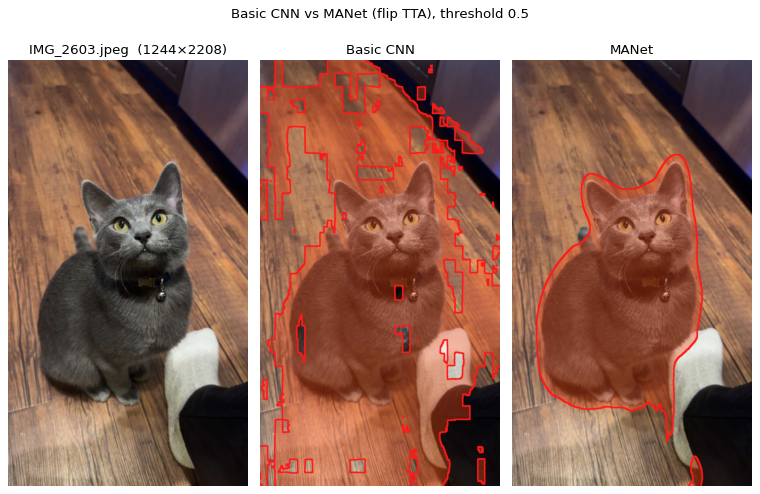 Basic CNN vs MANet (flip TTA), threshold 0.5
IMG_2603.jpeg  (1244×2208)
Basic CNN
MANet